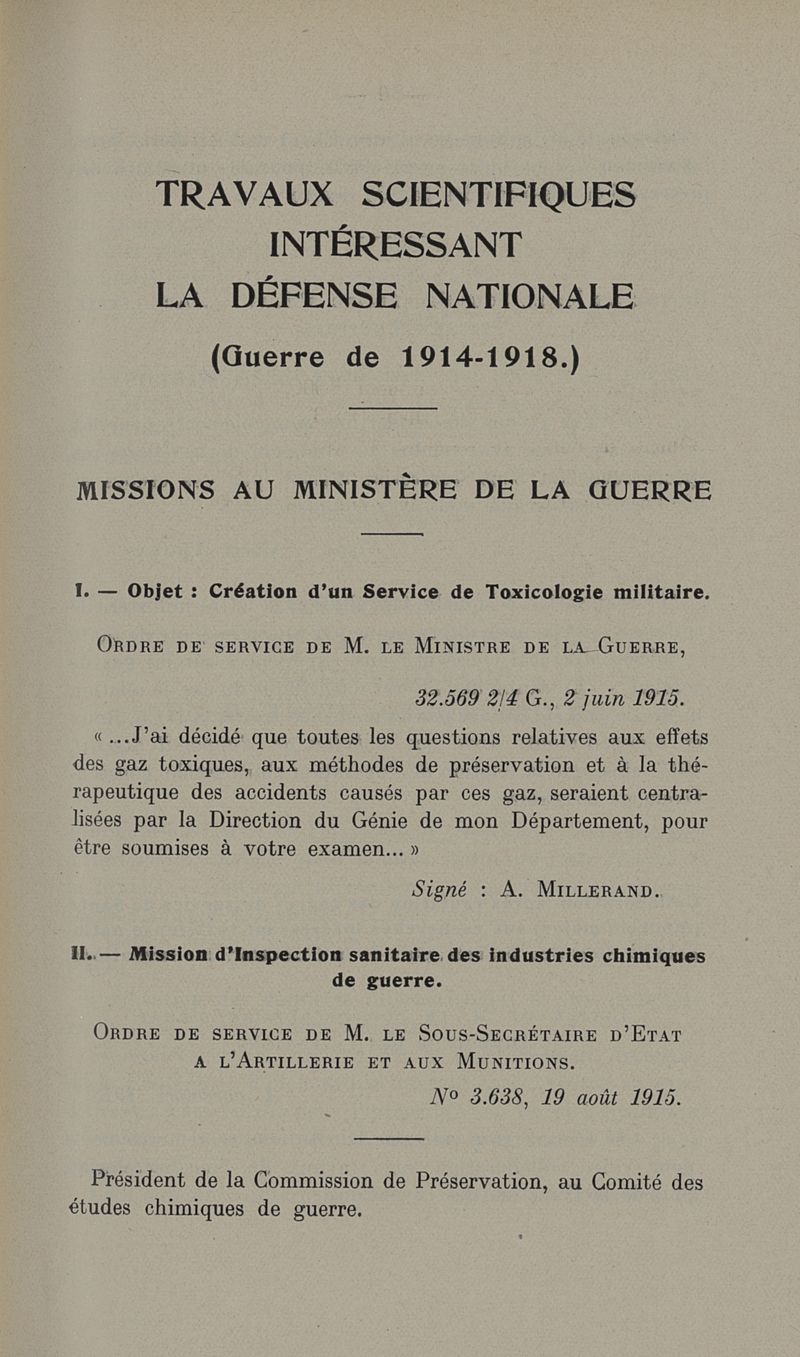 TRAVAUX SCIENTIFIQUES
INTÉRESSANT
LA DÉFENSE NATIONALE
(Guerre de 1914-1918.)
MISSIONS AU MINISTÈRE DE LA GUERRE
I. — Objet : Création d'un Service de Toxicologie militaire.
ORDRE DE SERVICE DE M. LE MINISTRE DE LA GUERRE,
32.569 2/4 G., 2 juin 1915.
« ...J'ai décidé que toutes les questions relatives aux effets
des gaz toxiques, aux méthodes de préservation et à la thé-
rapeutique des accidents causés par ces gaz, seraient centra-
lisées par la Direction du Génie de mon Département, pour
être soumises à votre examen... »
Signé : A. MILLERAND.
II. — Mission d'Inspection sanitaire des industries chimiques
de guerre.
ORDRE DE SERVICE DE M. LE SOUS-SECRÉTAIRE D'ETAT
A L'ARTILLERIE ET AUX MUNITIONS.
No 3.638, 19 août 1915.
Président de la Commission de Préservation, au Comité des
études chimiques de guerre.